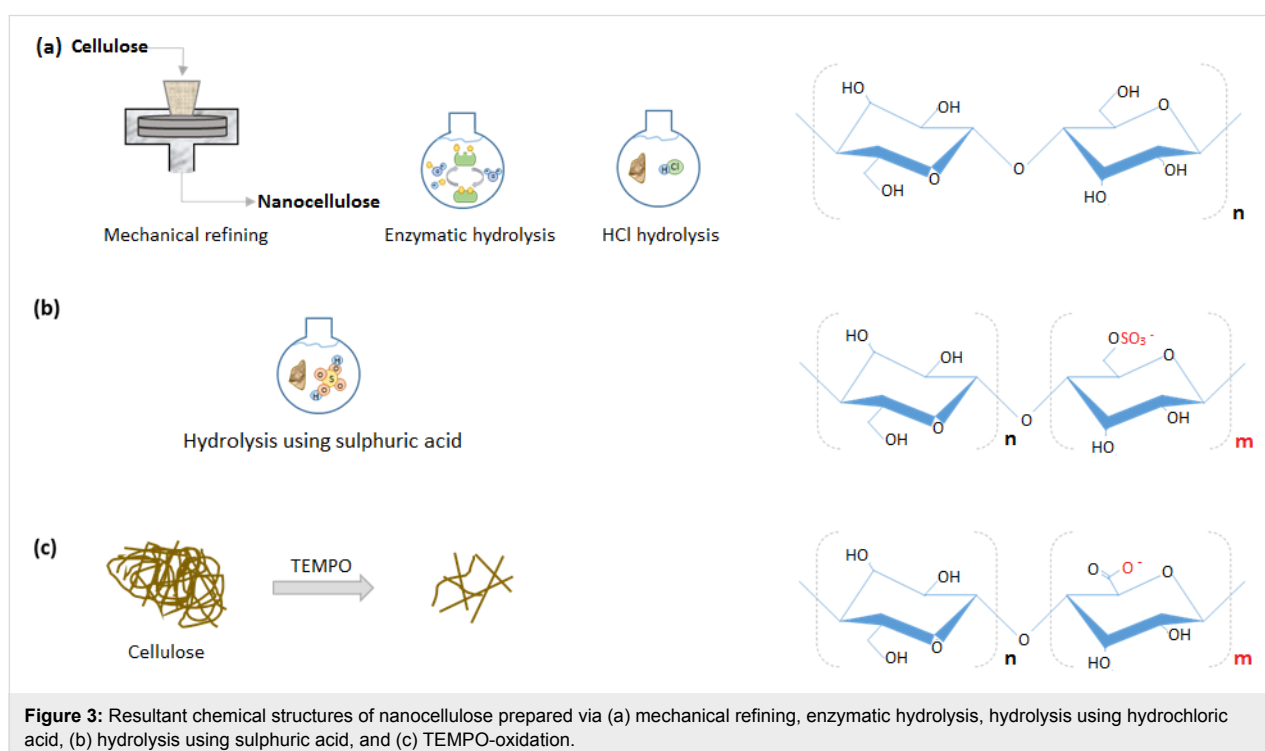 (a) Cellulose
Nanocellulose
Mechanical refining
Enzymatic hydrolysis
HCl hydrolysis
H Cl
HO
OH
OH
O
O
OH
O
HO
OH
n
(b)
H
O
O
S
O
O
H
Hydrolysis using sulphuric acid
HO
OH
OH
O
n
O
OSO₃⁻
O
OH
HO
m
(c)
Cellulose
TEMPO
HO
OH
OH
O
n
O
O
O⁻
O
OH
HO
m
Figure 3: Resultant chemical structures of nanocellulose prepared via (a) mechanical refining, enzymatic hydrolysis, hydrolysis using hydrochloric
acid, (b) hydrolysis using sulphuric acid, and (c) TEMPO-oxidation.